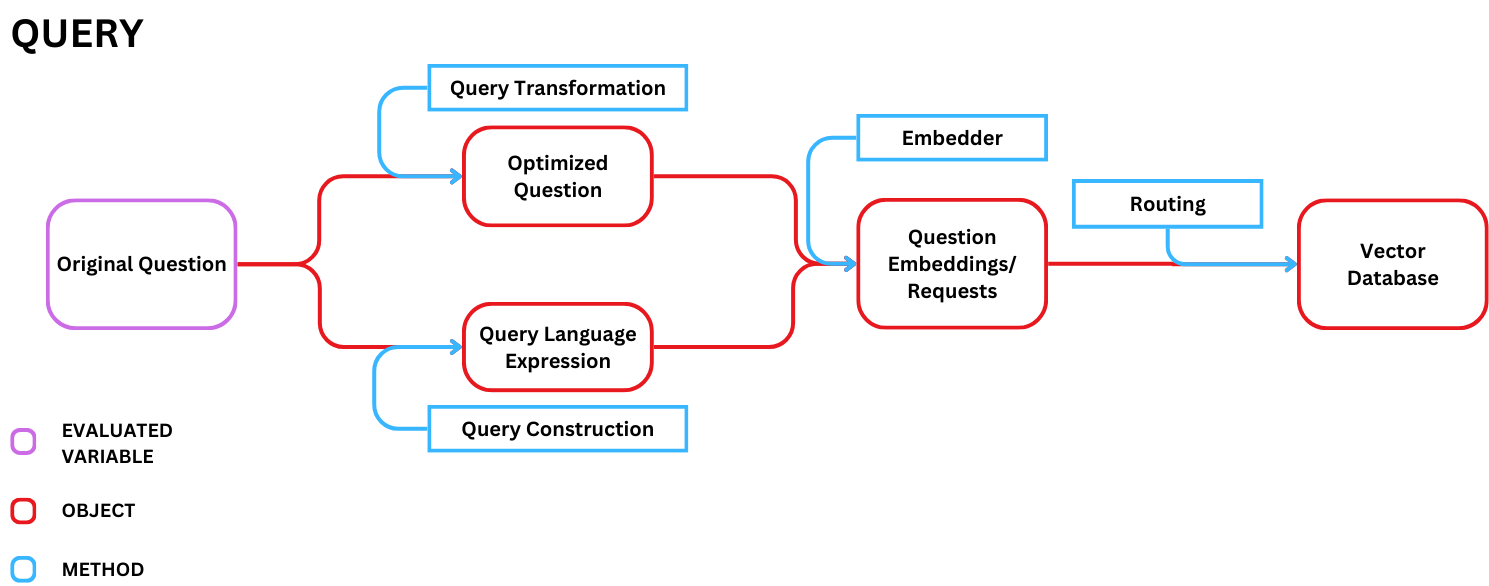 QUERY
Query Transformation
Optimized
Question
Embedder
Routing
Original Question
Question
Embeddings/
Requests
Vector
Database
Query Language
Expression
Query Construction
EVALUATED
VARIABLE
OBJECT
METHOD